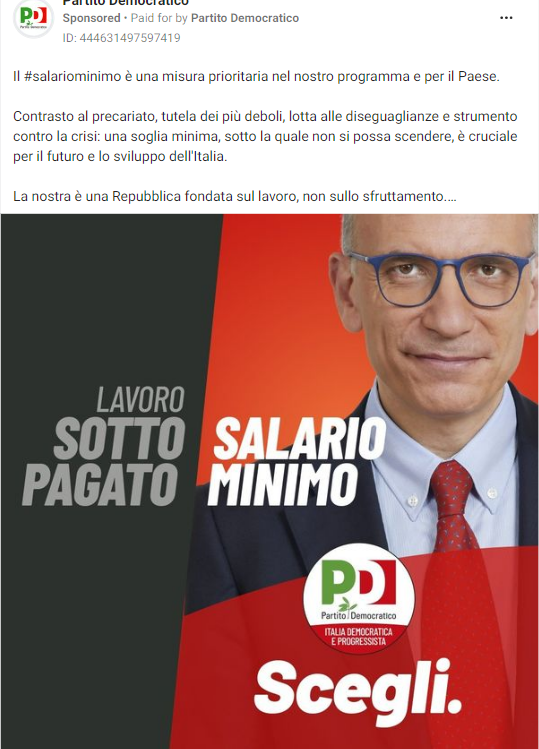 Partito Democratico
Sponsored • Paid for by Partito Democratico
ID: 444631497597419
Il #salariominimo è una misura prioritaria nel nostro programma e per il Paese.
Contrasto al precariato, tutela dei più deboli, lotta alle diseguaglianze e strumento
contro la crisi: una soglia minima, sotto la quale non si possa scendere, è cruciale
per il futuro e lo sviluppo dell'Italia.
La nostra è una Repubblica fondata sul lavoro, non sullo sfruttamento....
LAVORO
SOTTO
PAGATO
SALARIO
MINIMO
PD
Partito Democratico
ITALIA DEMOCRATICA
E PROGRESSISTA
Scegli.